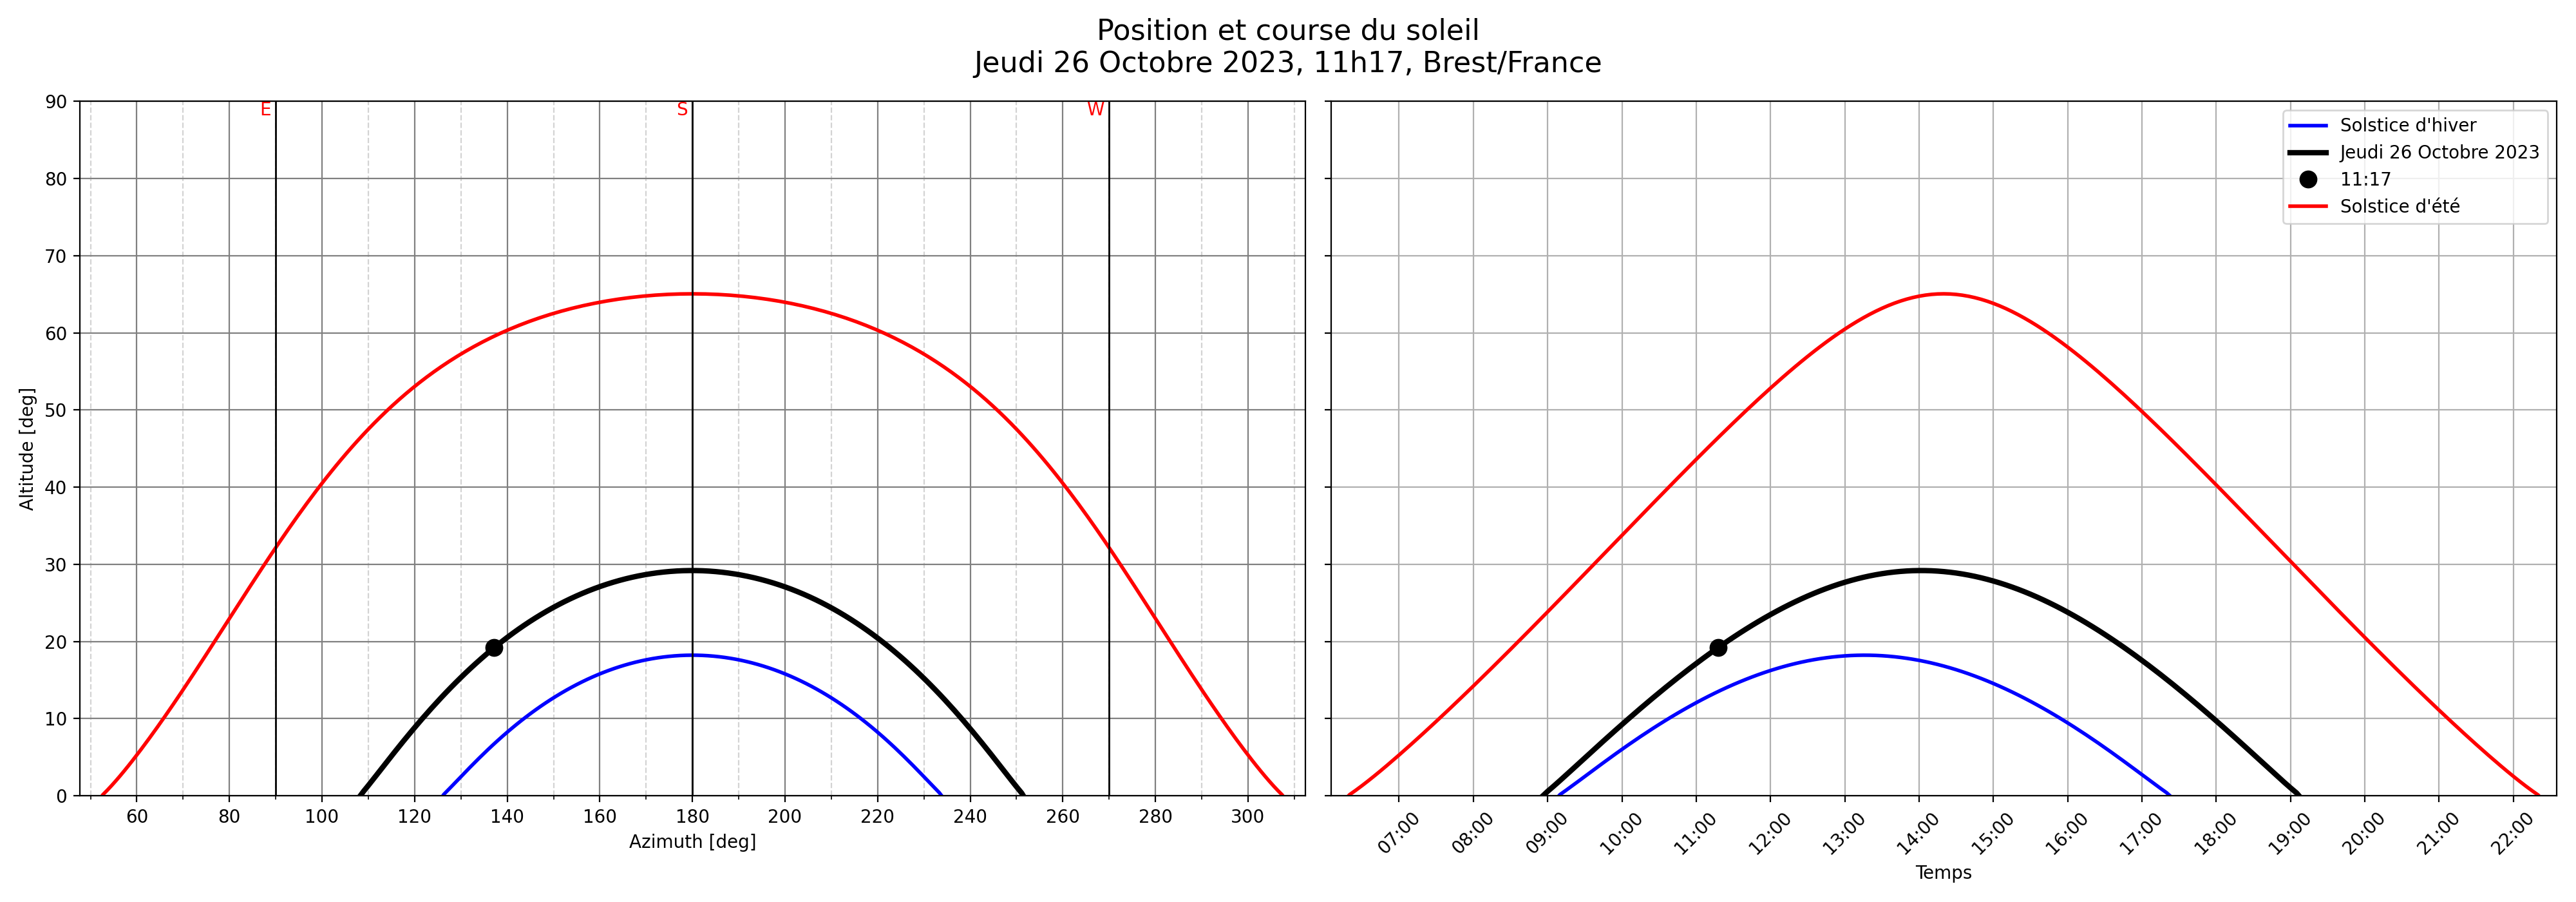 Position et course du soleil
Jeudi 26 Octobre 2023, 11h17, Brest/France
E
S
W
90
80
70
60
50
40
30
20
10
0
Altitude [deg]
60 80 100 120 140 160 180 200 220 240 260 280 300
Azimuth [deg]
Solstice d'hiver
Jeudi 26 Octobre 2023
11:17
Solstice d'été
07:00 08:00 09:00 10:00 11:00 12:00 13:00 14:00 15:00 16:00 17:00 18:00 19:00 20:00 21:00 22:00
Temps